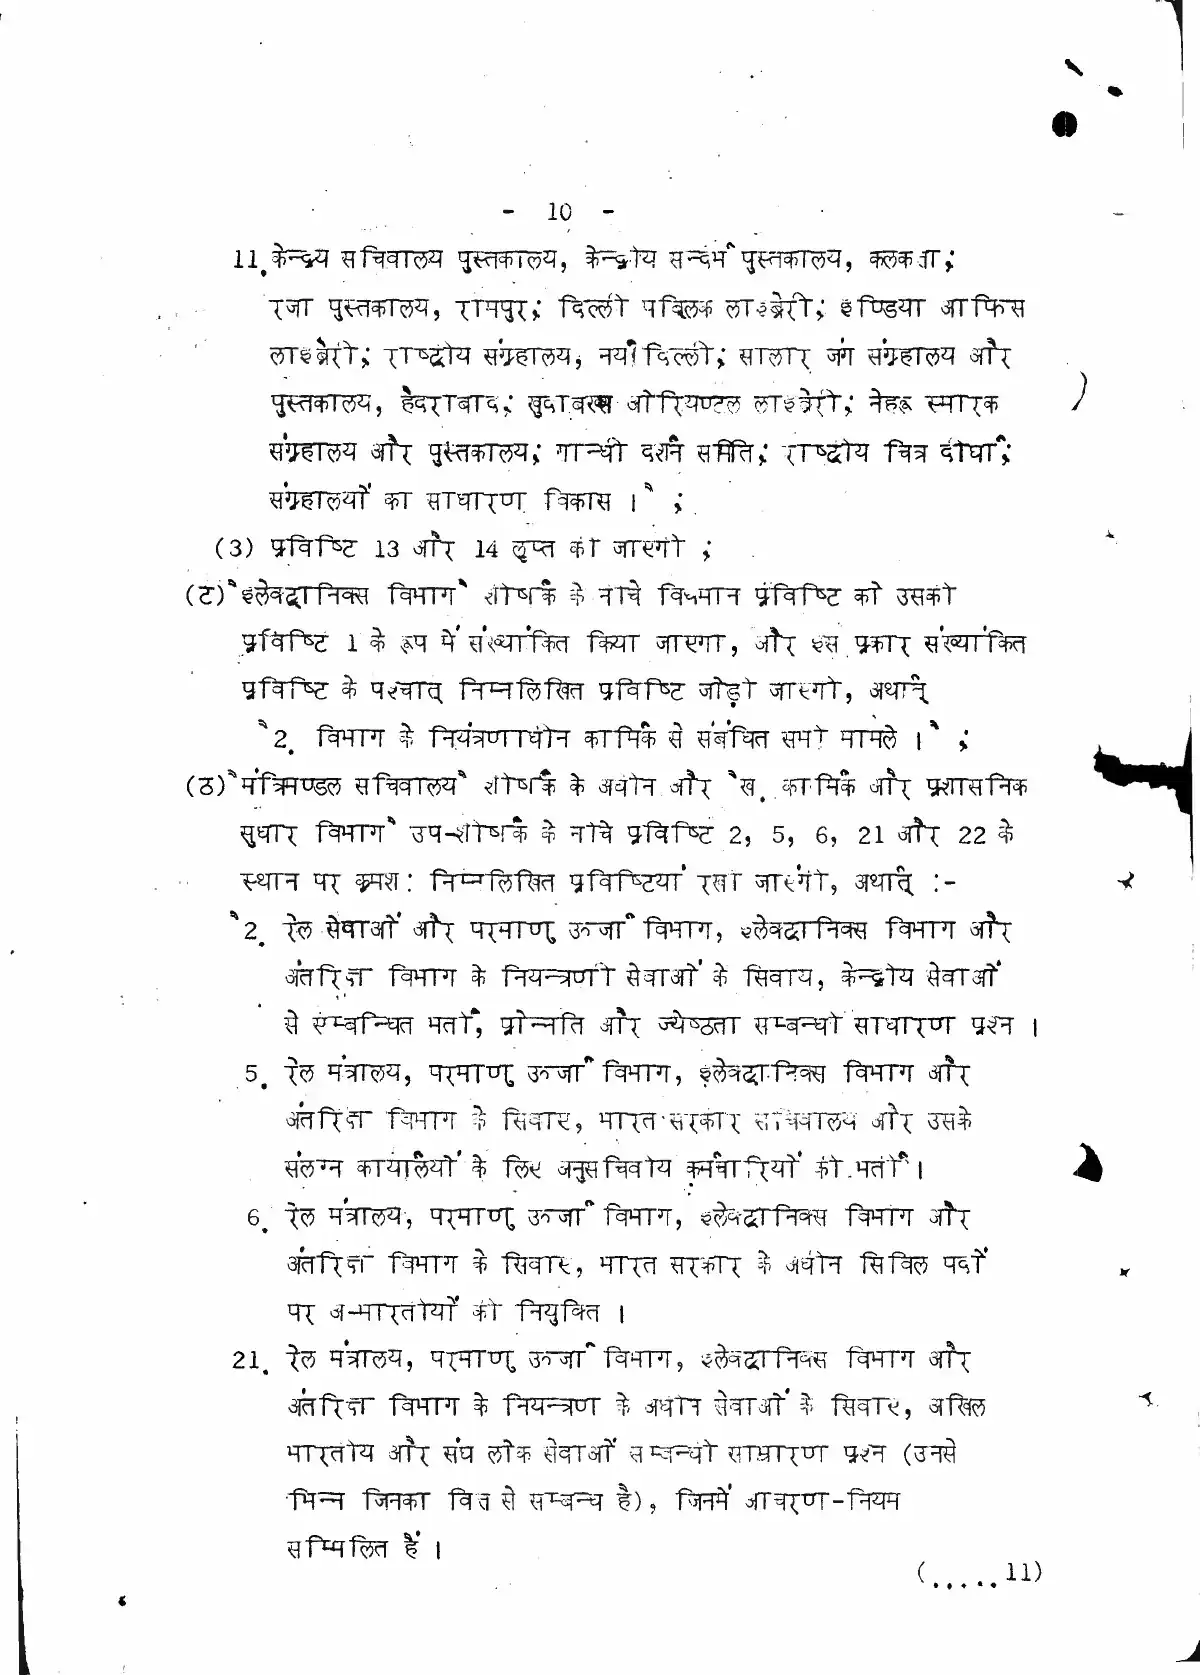 - 10 -
11. केन्द्रय सचिवालय पुस्तकालय, केन्द्रीय सन्दर्भ पुस्तकालय, कलकत्ता;
रजा पुस्तकालय, रामपुर; दिल्ली पब्लिक लाइब्रेरी; इण्डिया आफिस
लाइब्रेरी; राष्ट्रीय संग्रहालय, नयी दिल्ली; सालार जंग संग्रहालय और
पुस्तकालय, हैदराबाद; खुदाबख्स ओरियण्टल लाइब्रेरी; नेहरू स्मारक
संग्रहालय और पुस्तकालय; गान्धी दर्शन समिति; राष्ट्रीय चित्र दीर्घा;
संग्रहालयों का साधारण विकास ।" ;
(3) प्रविष्टि 13 और 14 लुप्त की जाएगी ;
(ट) "इलेक्ट्रानिक्स विभाग" शीर्षक के नीचे विधमान प्रविष्टि को उसकी
प्रविष्टि 1 के रूप में संख्यांकित किया जाएगा, और इस प्रकार संख्यांकित
प्रविष्टि के पश्चात् निम्नलिखित प्रविष्टि जोड़ी जाएगी, अर्थात्
"2. विभाग के नियंत्रणाधीन कार्मिक से संबंधित सभी मामले ।" ;
(ठ) "मंत्रिमण्डल सचिवालय" शीर्षक के अधीन और "ख. कार्मिक और प्रशासनिक
सुधार विभाग" उप-शीर्षक के नीचे प्रविष्टि 2, 5, 6, 21 और 22 के
स्थान पर क्रमश: निम्नलिखित प्रविष्टियां रखी जाएंगी, अर्थात् :-
"2. रेल सेवाओं और परमाणु ऊर्जा विभाग, इलेक्ट्रानिक्स विभाग और
अंतरिक्ष विभाग के नियन्त्रणी सेवाओं के सिवाय, केन्द्रीय सेवाओं
से सम्बन्धित भर्ती, प्रोन्नति और ज्येष्ठता सम्बन्धी साधारण प्रश्न ।
5. रेल मंत्रालय, परमाणु ऊर्जा विभाग, इलेक्ट्रानिक्स विभाग और
अंतरिक्ष विभाग के सिवाए, भारत सरकार सचिवालय और उसके
संलग्न कार्यालयों के लिए अनुसचिवीय कर्मचारियों की भर्ती ।
6. रेल मंत्रालय, परमाणु ऊर्जा विभाग, इलेक्ट्रानिक्स विभाग और
अंतरिक्ष विभाग के सिवाए, भारत सरकार के अधीन सिविल पदों
पर अ-भारतीयों की नियुक्ति ।
21. रेल मंत्रालय, परमाणु ऊर्जा विभाग, इलेक्ट्रानिक्स विभाग और
अंतरिक्ष विभाग के नियन्त्रण के अधीन सेवाओं के सिवाए, अखिल
भारतीय और संघ लोक सेवाओं सम्बन्धी साधारण प्रश्न (उनसे
भिन्न जिनका वित्त से सम्बन्ध है), जिनमें आचरण-नियम
सम्मिलित हैं ।
(.....11)